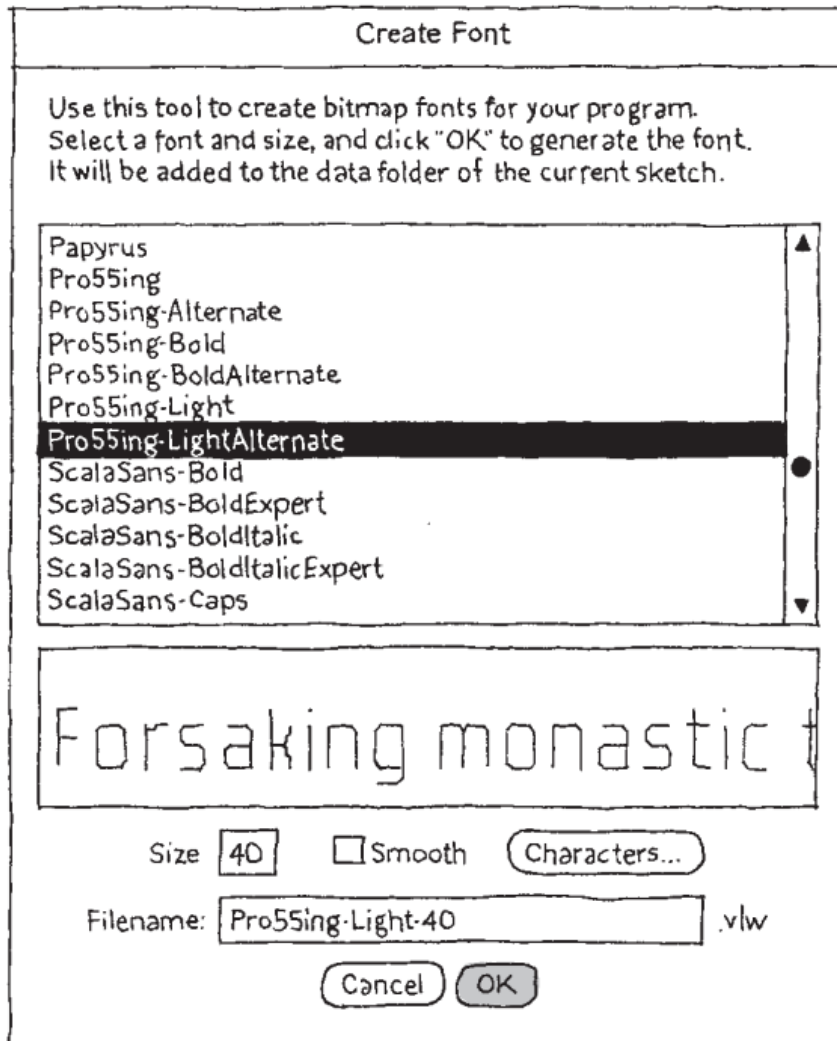 Create Font
Use this tool to create bitmap fonts for your program.
Select a font and size, and click "OK" to generate the font.
It will be added to the data folder of the current sketch.
Papyrus
Pro55ing
Pro55ing-Alternate
Pro55ing-Bold
Pro55ing-BoldAlternate
Pro55ing-Light
Pro55ing-LightAlternate
ScalaSans-Bold
ScalaSans-BoldExpert
ScalaSans-BoldItalic
ScalaSans-BoldItalicExpert
ScalaSans-Caps
Forsaking monastic t
Size 40 Smooth Characters...
Filename: Pro55ing-Light-40 .vlw
Cancel OK